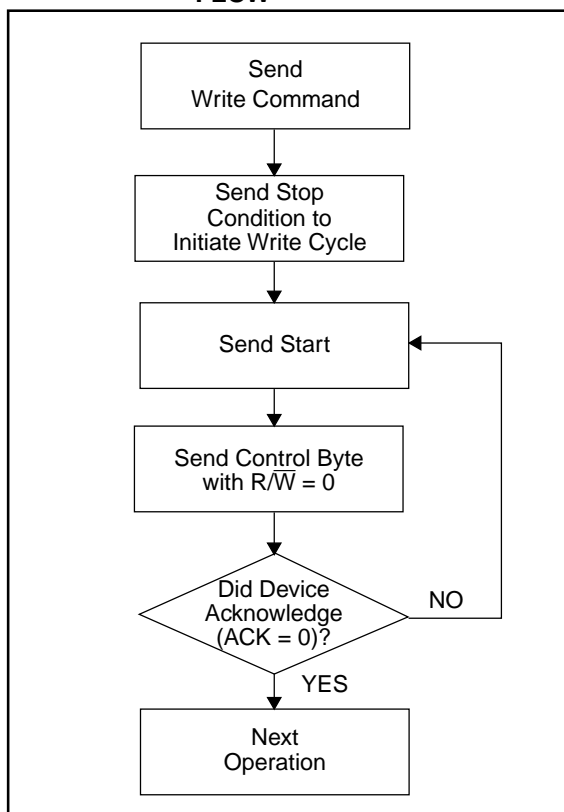 FLOW
Send
Write Command
Send Stop
Condition to
Initiate Write Cycle
Send Start
Send Control Byte
with R/W̅ = 0
Did Device
Acknowledge
(ACK = 0)?
NO
YES
Next
Operation